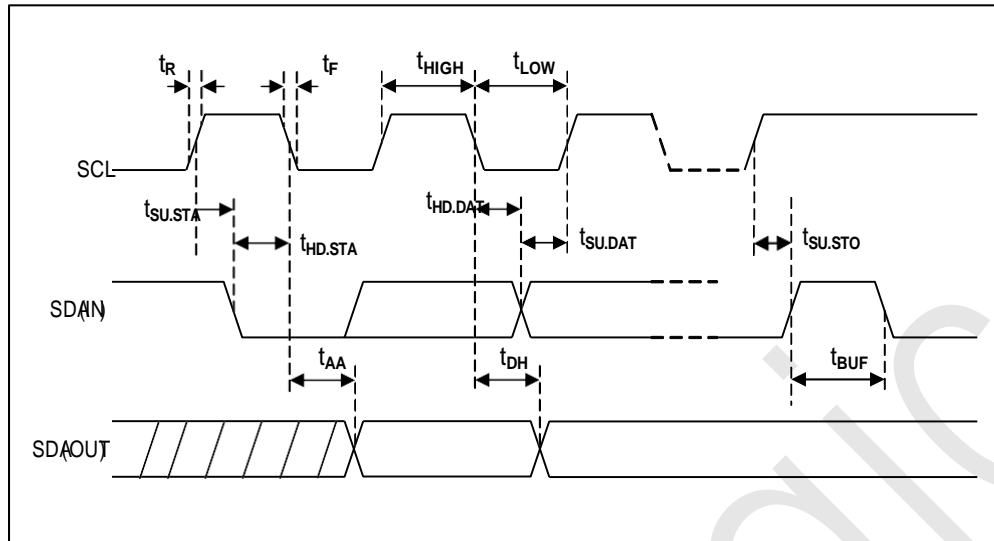 tR tF tHIGH tLOW
SCL
tSU.STA tHD.STA tHD.DAT tSU.DAT tSU.STO
SDA(IN)
tAA tDH tBUF
SDA(OUT)